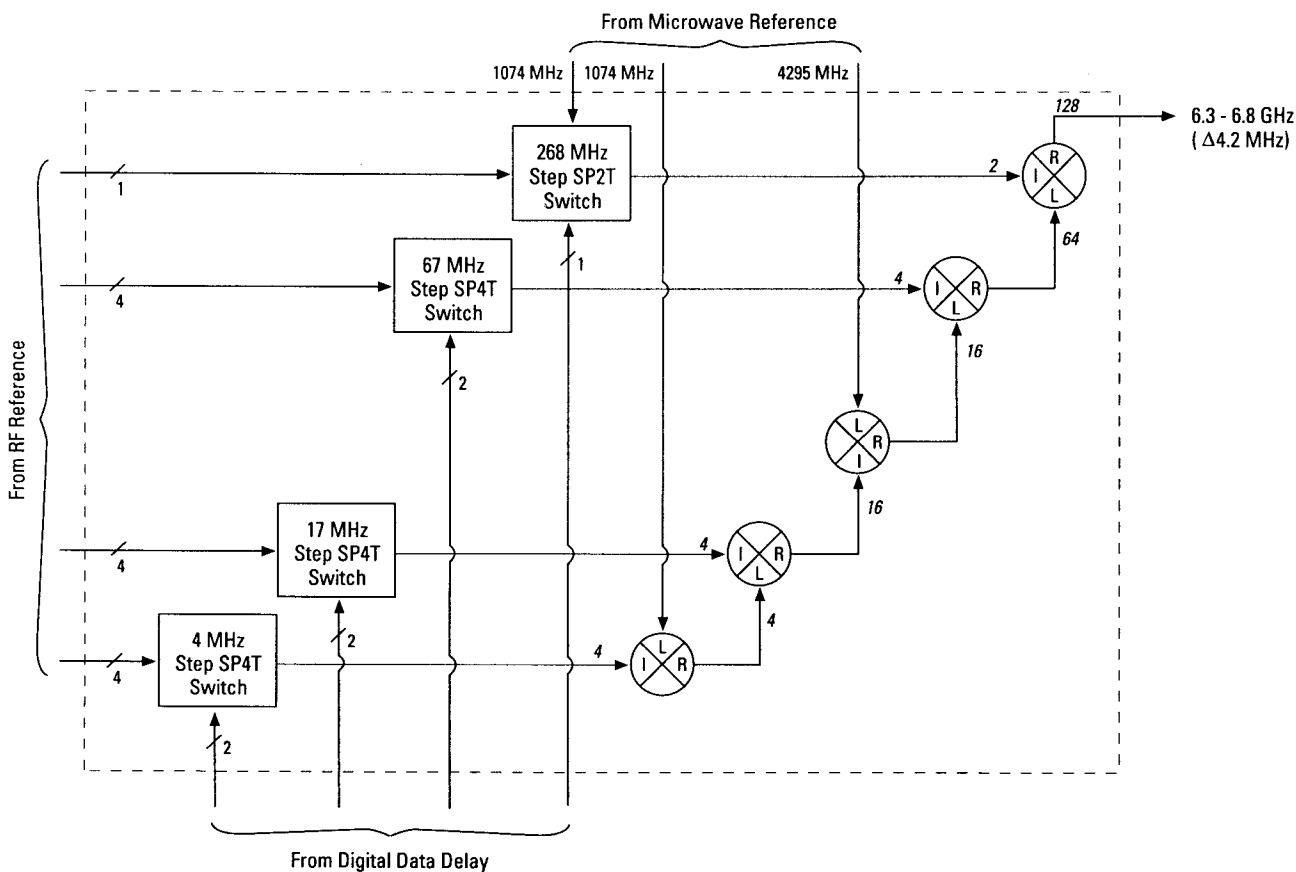 From Microwave Reference
1074 MHz
1074 MHz
4295 MHz
128
6.3 - 6.8 GHz
( Δ4.2 MHz)
268 MHz
Step SP2T
Switch
1
2
R
I
L
64
1
67 MHz
Step SP4T
Switch
4
4
I
R
L
16
2
From RF Reference
L
R
I
16
17 MHz
Step SP4T
Switch
4
4
I
R
L
4
2
4 MHz
Step SP4T
Switch
4
4
L
I
R
2
From Digital Data Delay